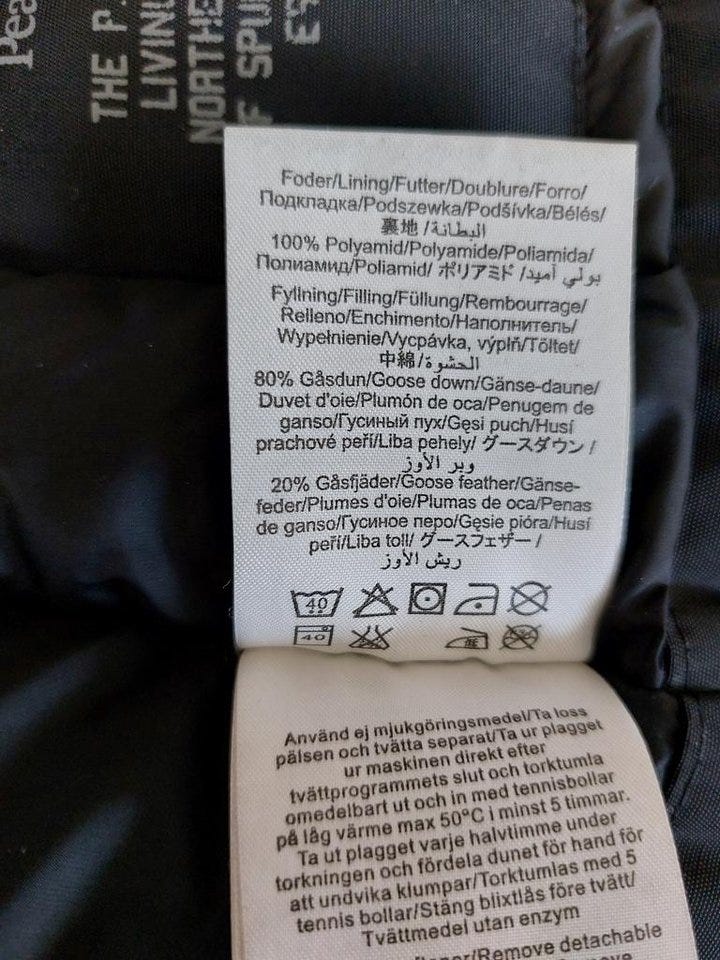 Pea
THE P.
LIVIN
NORTHE
F SPU
Foder/Lining/Futter/Doublure/Forro/
Подкладка/Podszewka/Podšívka/Bélés/
裏地 /البطانة/
100% Polyamid/Polyamide/Poliamida/
Полиамид/Poliamid/ ポリアミド /بولي آميد/
Fyllning/Filling/Füllung/Rembourrage/
Relleno/Enchimento/Наполнитель/
Wypełnienie/Vycpávka, výplň/Töltet/
中綿/الحشوة/
80% Gåsdun/Goose down/Gänse-daune/
Duvet d'oie/Plumón de oca/Penugem de
ganso/Гусиный пух/Gęsi puch/Husí
prachové peří/Liba pehely/ グースダウン /
وبر الأوز
20% Gåsfjäder/Goose feather/Gänse-
feder/Plumes d'oie/Plumas de oca/Penas
de ganso/Гусиное перо/Gęsie pióra/Husí
peří/Liba toll/ グースフェザー /
ريش الأوز
40
40
Använd ej mjukgöringsmedel/Ta loss
pälsen och tvätta separat/Ta ur plagget
ur maskinen direkt efter
tvättprogrammets slut och torktumla
omedelbart ut och in med tennisbollar
på låg värme max 50°C i minst 5 timmar.
Ta ut plagget varje halvtimme under
torkningen och fördela dunet för hand för
att undvika klumpar/Torktumlas med 5
tennis bollar/Stäng blixtlås före tvätt/
Tvättmedel utan enzym
/Remove detachable